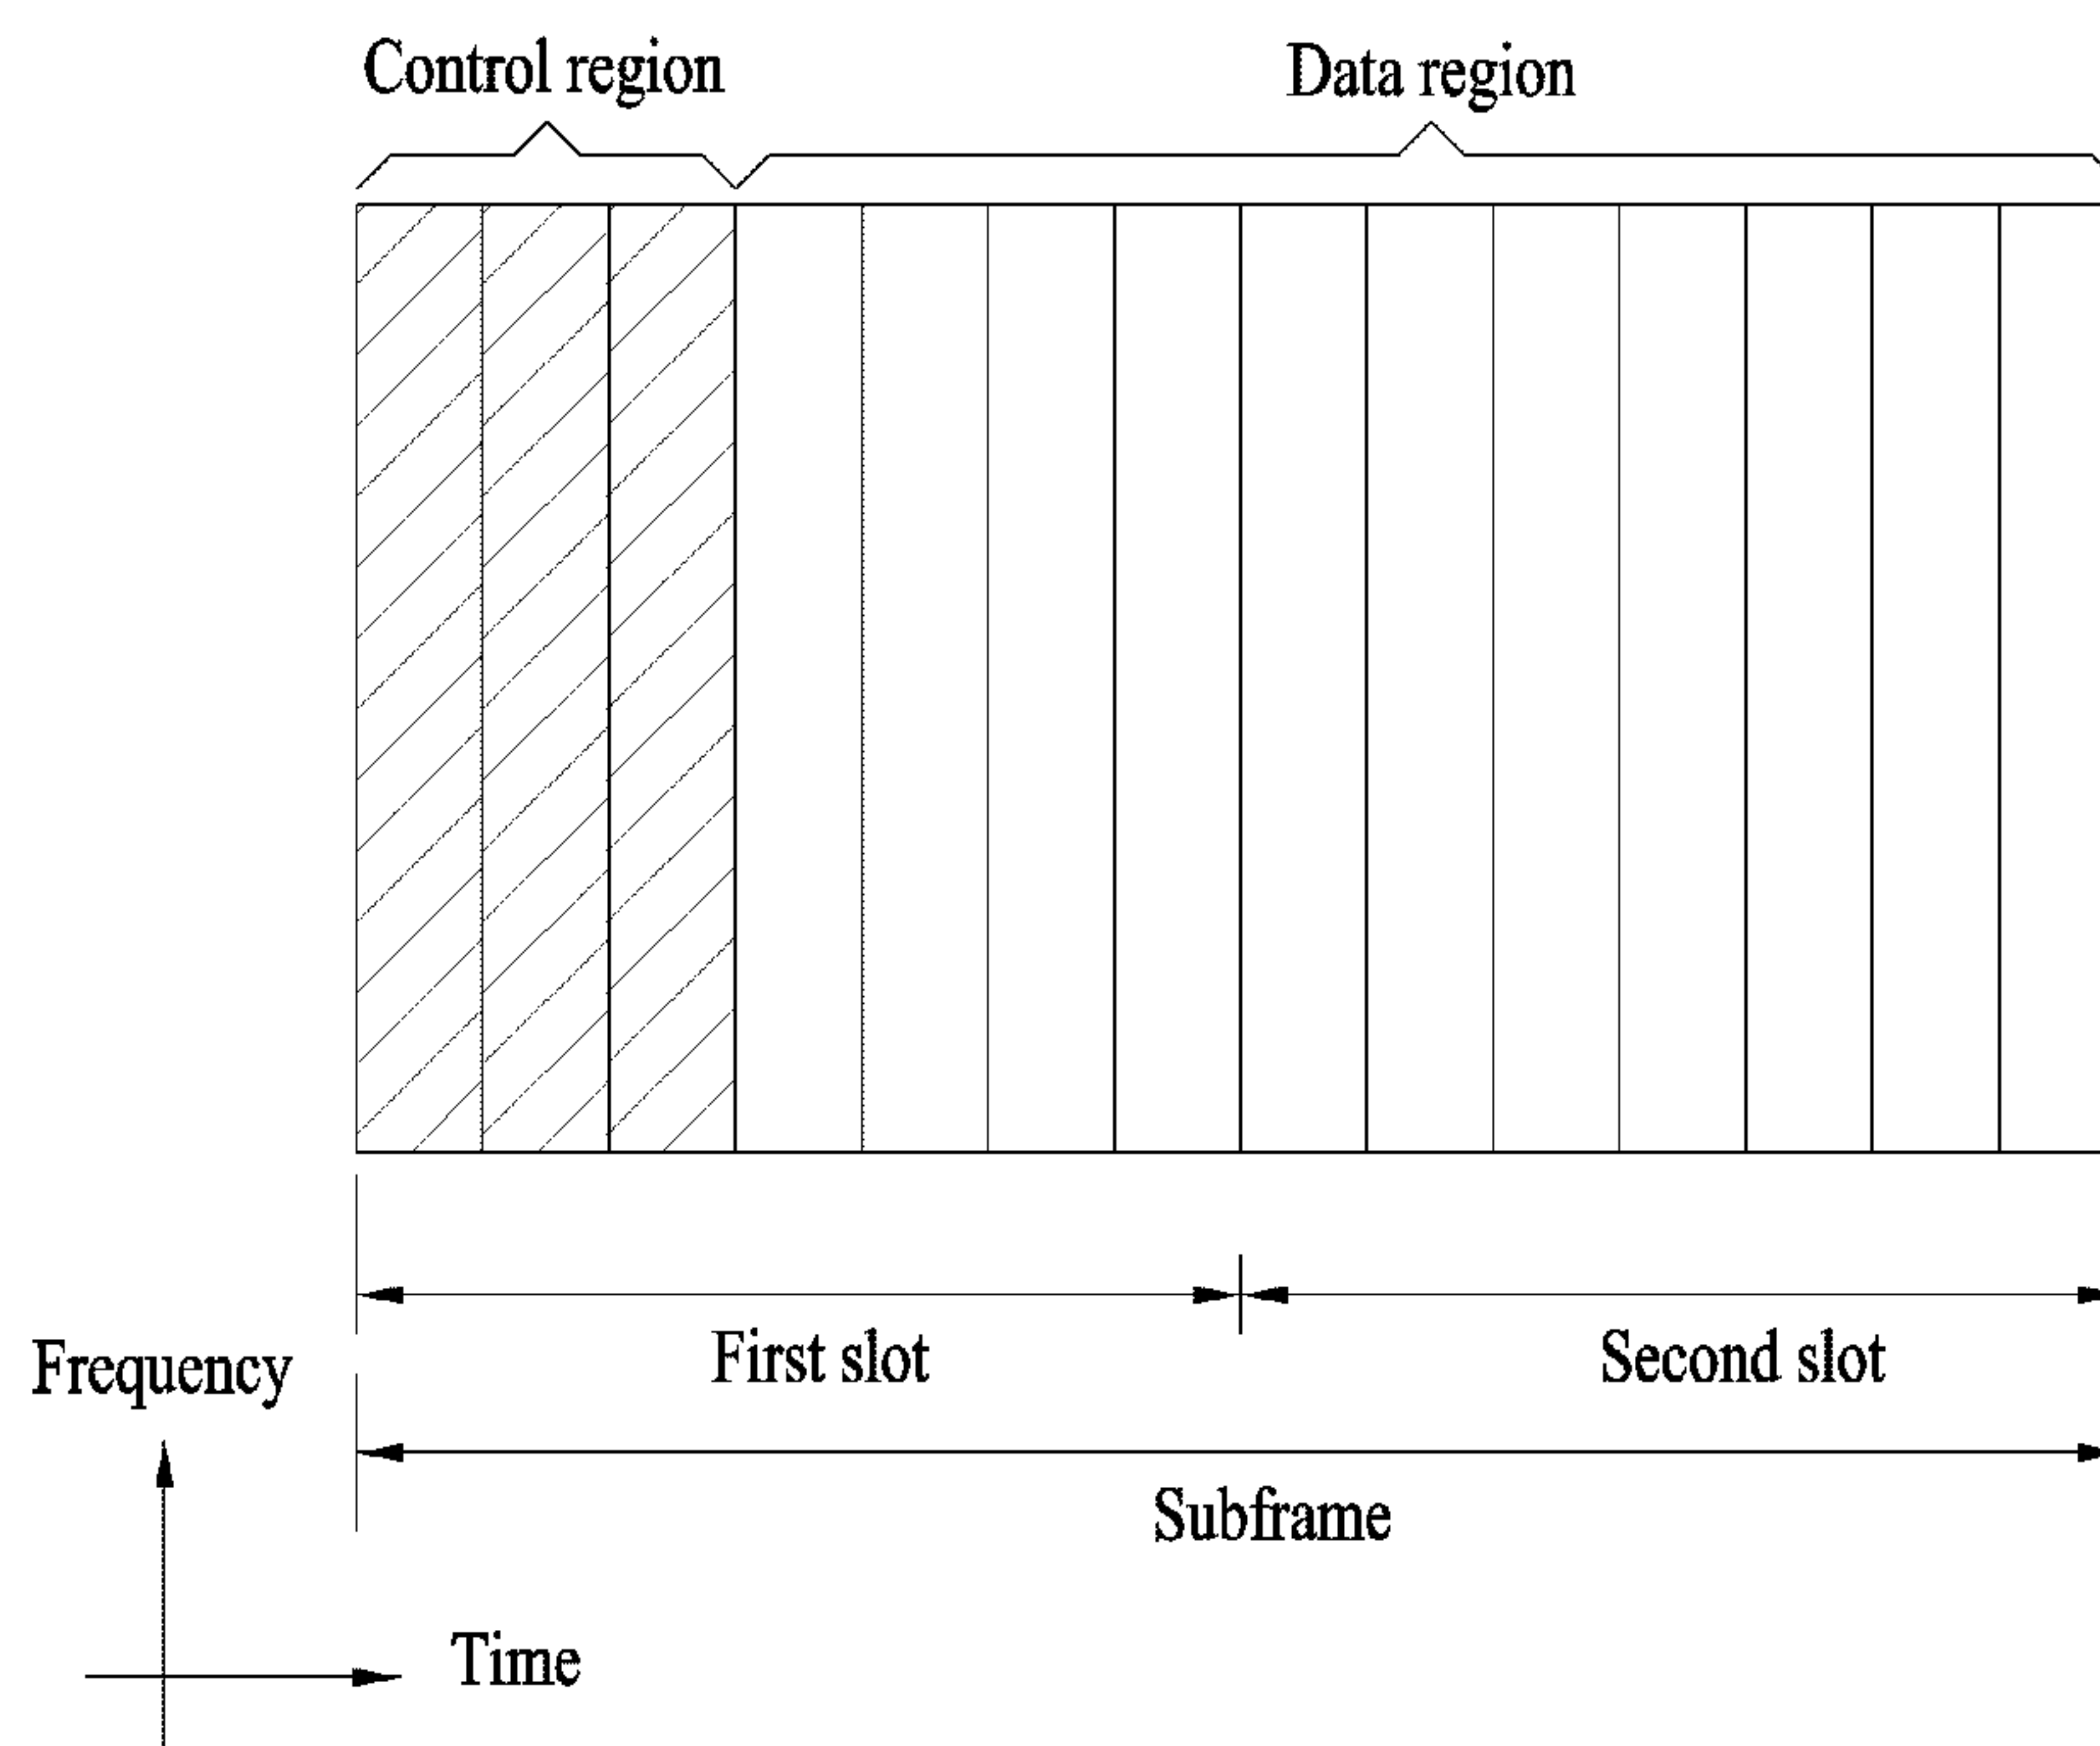 Control region
Data region
First slot
Second slot
Frequency
Subframe
Time